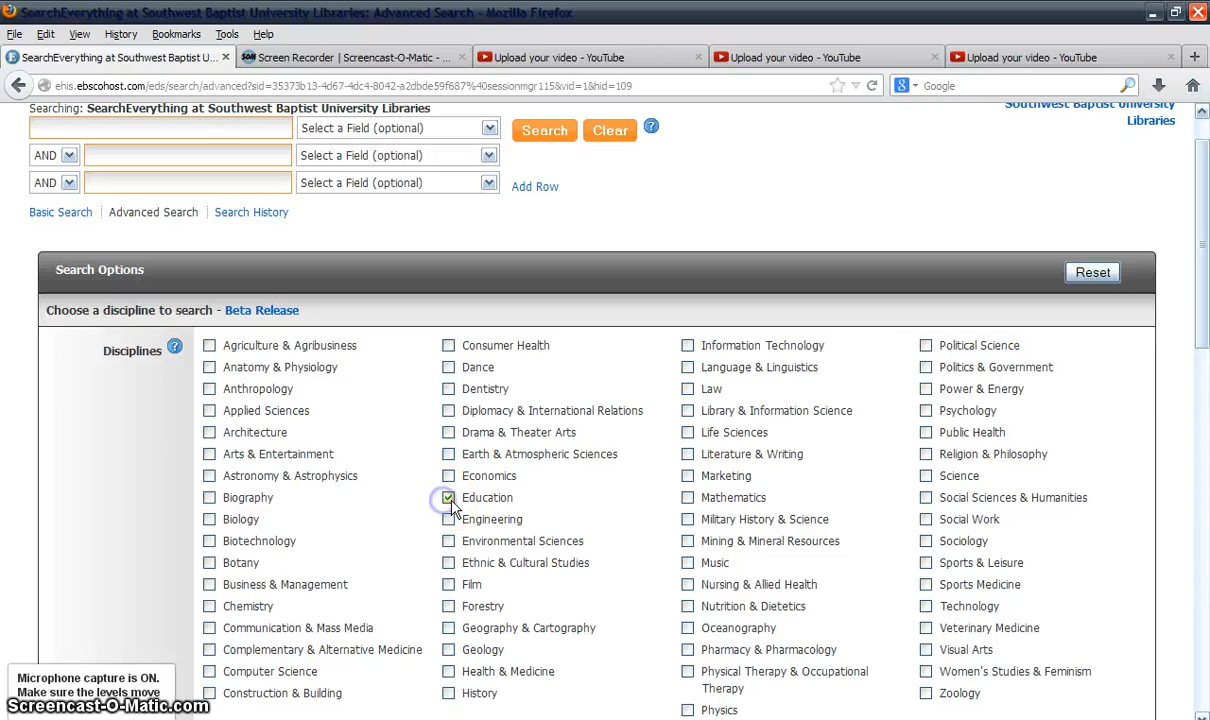 SearchEverything at Southwest Baptist University Libraries: Advanced Search - Mozilla Firefox
File Edit View History Bookmarks Tools Help
SearchEverything at Southwest Baptist U... × Screen Recorder | Screencast-O-Matic - ... × Upload your video - YouTube × Upload your video - YouTube × Upload your video - YouTube ×
ehis.ebscohost.com/eds/search/advanced?sid=35373b13-4d67-4dc4-8042-a2dbde59f687%40sessionmgr115&vid=1&hid=109 Google
Searching: SearchEverything at Southwest Baptist University Libraries
Southwest Baptist University
Libraries
Select a Field (optional) Search Clear
AND Select a Field (optional)
AND Select a Field (optional) Add Row
Basic Search Advanced Search Search History
Search Options Reset
Choose a discipline to search - Beta Release
Disciplines
Agriculture & Agribusiness Consumer Health Information Technology Political Science
Anatomy & Physiology Dance Language & Linguistics Politics & Government
Anthropology Dentistry Law Power & Energy
Applied Sciences Diplomacy & International Relations Library & Information Science Psychology
Architecture Drama & Theater Arts Life Sciences Public Health
Arts & Entertainment Earth & Atmospheric Sciences Literature & Writing Religion & Philosophy
Astronomy & Astrophysics Economics Marketing Science
Biography Education Mathematics Social Sciences & Humanities
Biology Engineering Military History & Science Social Work
Biotechnology Environmental Sciences Mining & Mineral Resources Sociology
Botany Ethnic & Cultural Studies Music Sports & Leisure
Business & Management Film Nursing & Allied Health Sports Medicine
Chemistry Forestry Nutrition & Dietetics Technology
Communication & Mass Media Geography & Cartography Oceanography Veterinary Medicine
Complementary & Alternative Medicine Geology Pharmacy & Pharmacology Visual Arts
Computer Science Health & Medicine Physical Therapy & Occupational Therapy Women's Studies & Feminism
Construction & Building History Physics Zoology
Microphone capture is ON.
Make sure the levels move
Screencast-O-Matic.com